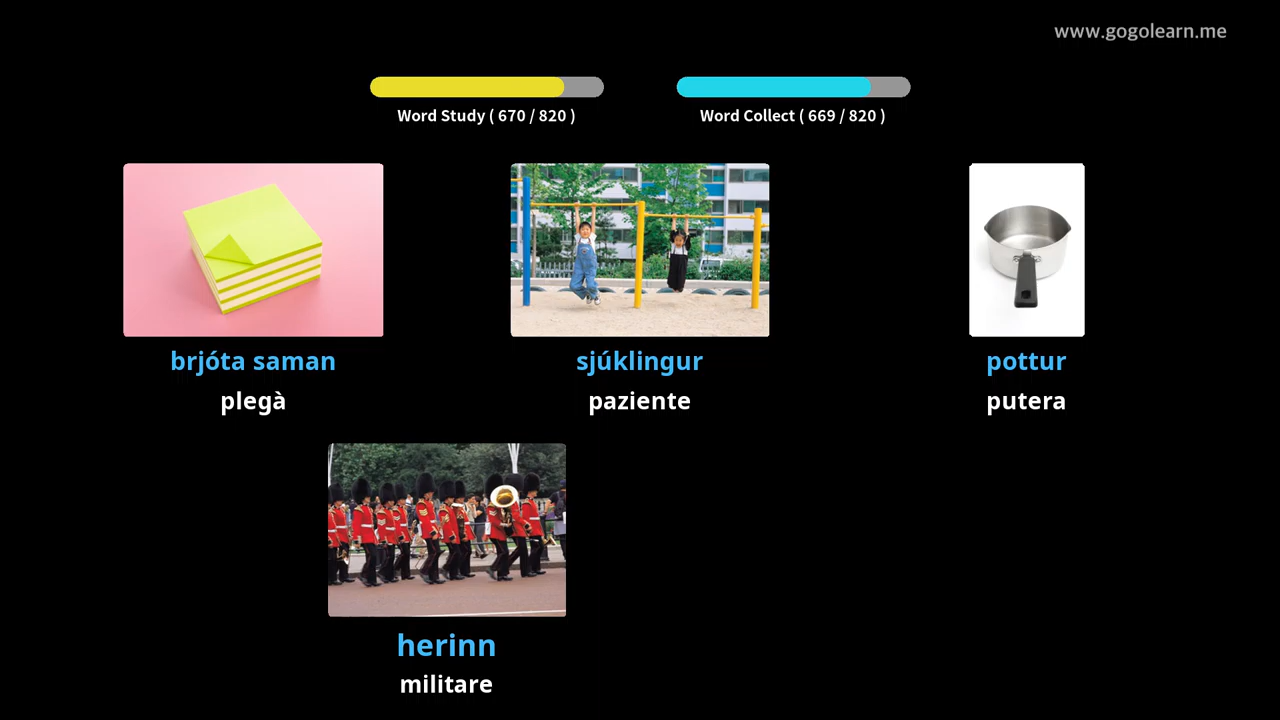 www.gogolearn.me
Word Study ( 670 / 820 )
Word Collect ( 669 / 820 )
brjóta saman
plegà
sjúklingur
paziente
pottur
putera
herinn
militare